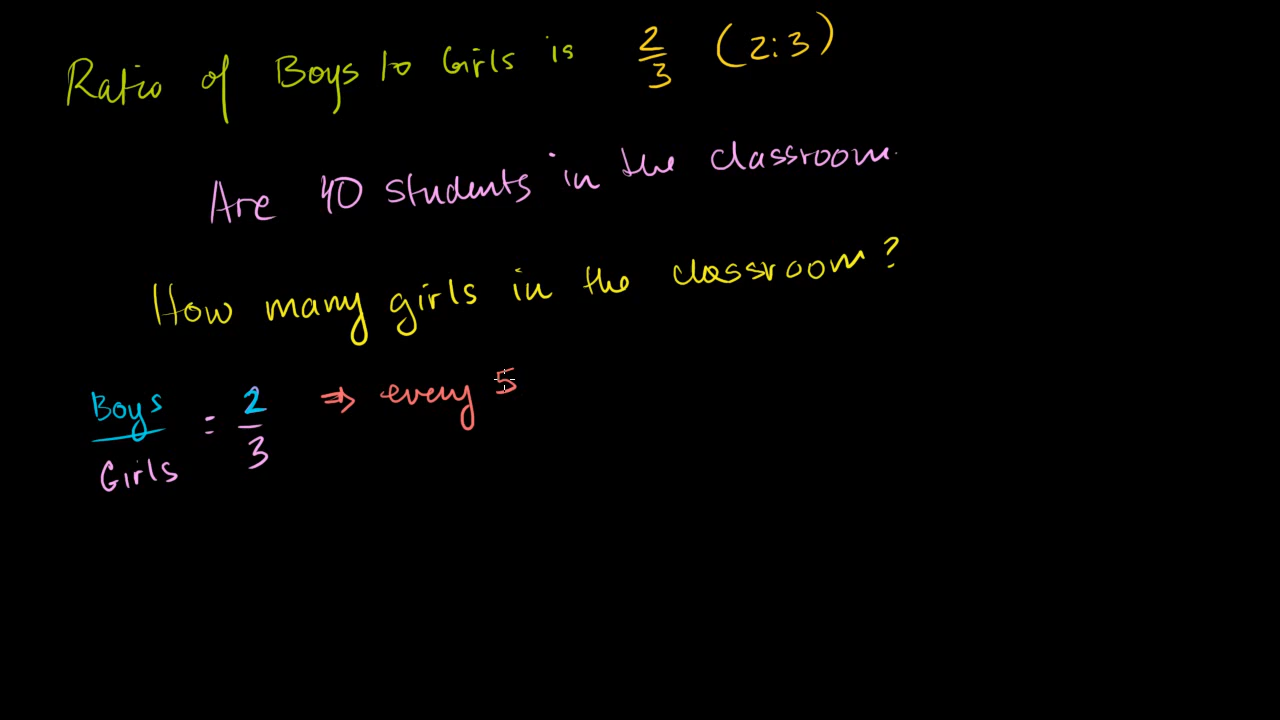 Ratio of Boys to Girls is 2/3 (2:3)
Are 40 students in the classroom.
How many girls in the classroom?
Boys/Girls = 2/3 ⇒ every 5